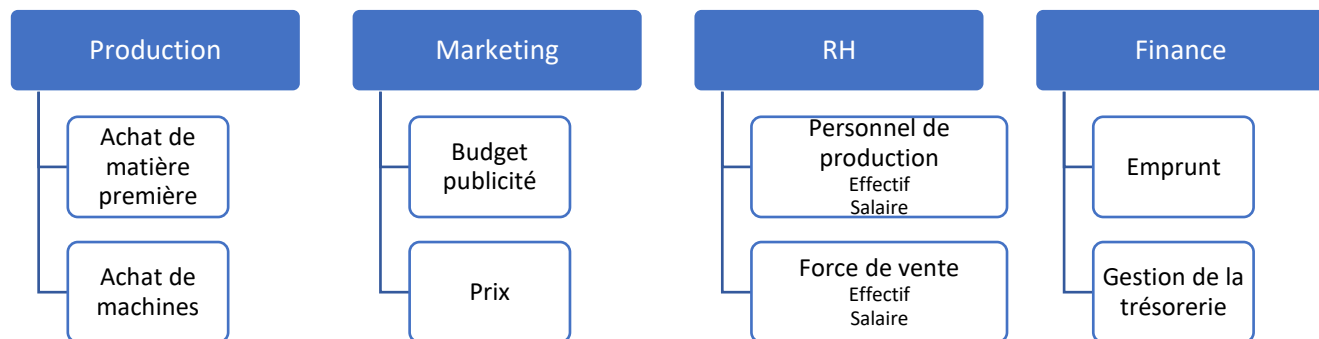 Production
Achat de
matière
première
Achat de
machines
Marketing
Budget
publicité
Prix
RH
Personnel de
production
Effectif
Salaire
Force de vente
Effectif
Salaire
Finance
Emprunt
Gestion de la
trésorerie